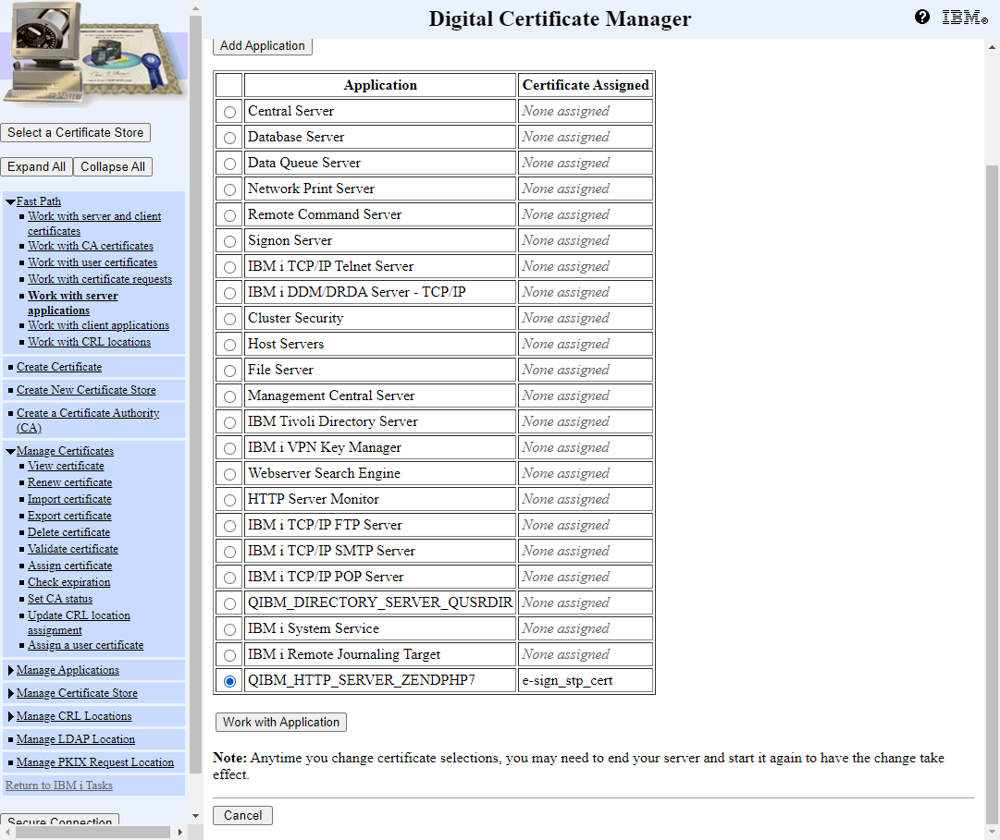 Digital Certificate Manager
IBM
Select a Certificate Store
Expand All Collapse All
Fast Path
Work with server and client
certificates
Work with CA certificates
Work with user certificates
Work with certificate requests
Work with server
applications
Work with client applications
Work with CRL locations
Create Certificate
Create New Certificate Store
Create a Certificate Authority
(CA)
Manage Certificates
View certificate
Renew certificate
Import certificate
Export certificate
Delete certificate
Validate certificate
Assign certificate
Check expiration
Set CA status
Update CRL location
assignment
Assign a user certificate
Manage Applications
Manage Certificate Store
Manage CRL Locations
Manage LDAP Location
Manage PKIX Request Location
Return to IBM i Tasks
Secure Connection
Add Application
Application Certificate Assigned
Central Server None assigned
Database Server None assigned
Data Queue Server None assigned
Network Print Server None assigned
Remote Command Server None assigned
Signon Server None assigned
IBM i TCP/IP Telnet Server None assigned
IBM i DDM/DRDA Server - TCP/IP None assigned
Cluster Security None assigned
Host Servers None assigned
File Server None assigned
Management Central Server None assigned
IBM Tivoli Directory Server None assigned
IBM i VPN Key Manager None assigned
Webserver Search Engine None assigned
HTTP Server Monitor None assigned
IBM i TCP/IP FTP Server None assigned
IBM i TCP/IP SMTP Server None assigned
IBM i TCP/IP POP Server None assigned
QIBM_DIRECTORY_SERVER_QUSRDIR None assigned
IBM i System Service None assigned
IBM i Remote Journaling Target None assigned
QIBM_HTTP_SERVER_ZENDPHP7 e-sign_stp_cert
Work with Application
Note: Anytime you change certificate selections, you may need to end your server and start it again to have the change take
effect.
Cancel